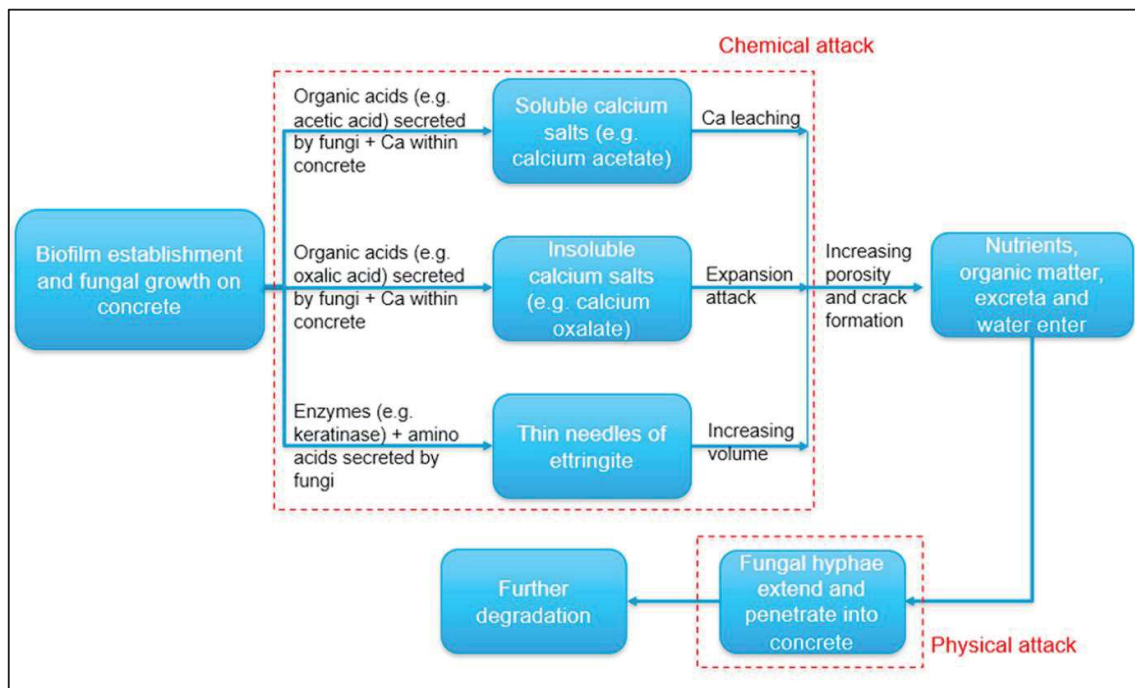 Chemical attack
Biofilm establishment
and fungal growth on
concrete
Organic acids (e.g.
acetic acid) secreted
by fungi + Ca within
concrete
Soluble calcium
salts (e.g.
calcium acetate)
Ca leaching
Organic acids (e.g.
oxalic acid) secreted
by fungi + Ca within
concrete
Insoluble
calcium salts
(e.g. calcium
oxalate)
Expansion
attack
Enzymes (e.g.
keratinase) + amino
acids secreted by
fungi
Thin needles of
ettringite
Increasing
volume
Increasing
porosity
and crack
formation
Nutrients,
organic matter,
excreta and
water enter
Fungal hyphae
extend and
penetrate into
concrete
Physical attack
Further
degradation